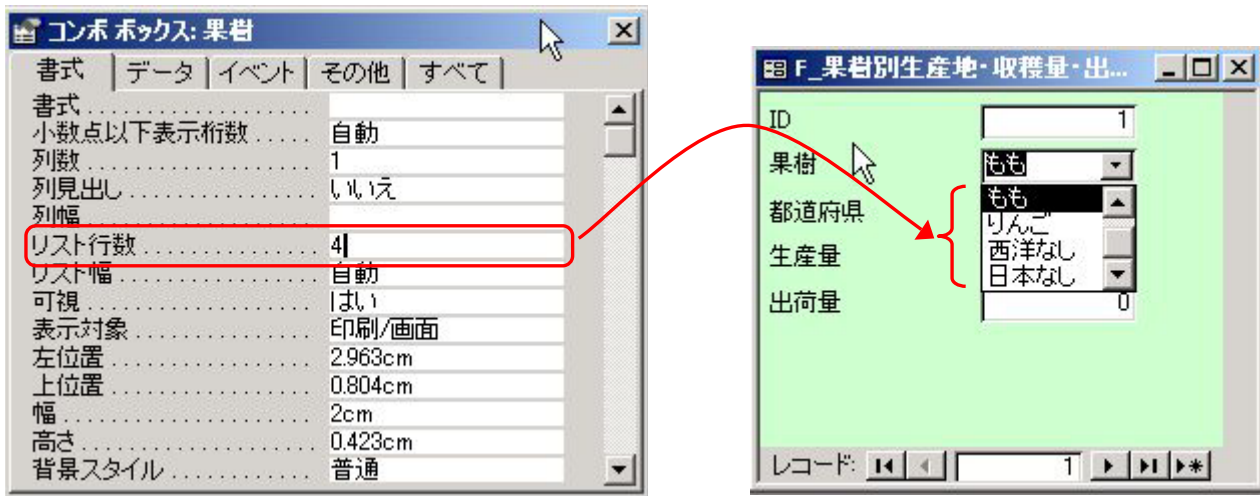 コンボ ボックス: 果樹
書式 データ イベント その他 すべて
書式
小数点以下表示桁数 自動
列数 1
列見出し いいえ
列幅
リスト行数 4
リスト幅 自動
可視 はい
表示対象 印刷/画面
左位置 2.963cm
上位置 0.804cm
幅 2cm
高さ 0.423cm
背景スタイル 普通
F_果樹別生産地・収穫量・出...
ID 1
果樹 もも
もも
都道府県
りんご
生産量
西洋なし
日本なし
出荷量 0
レコード: 1